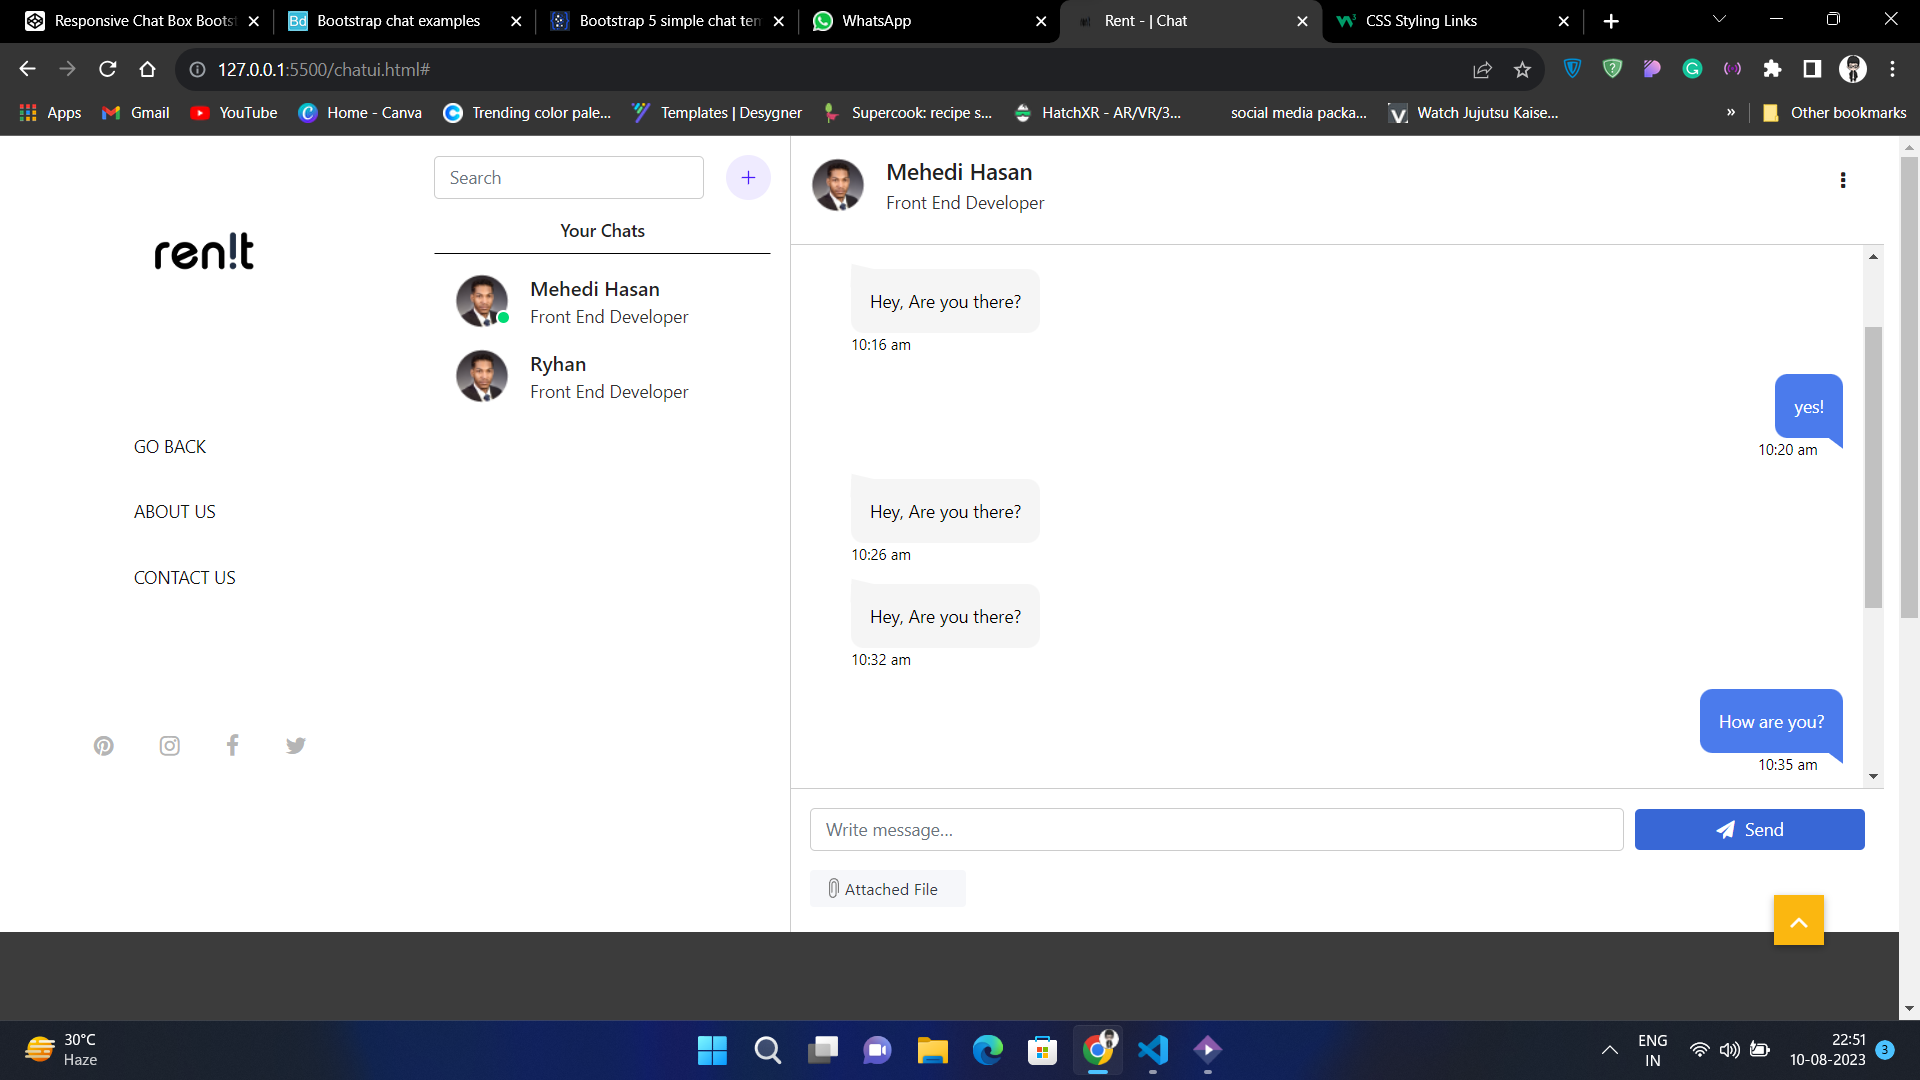 Responsive Chat Box Boots
Bootstrap chat examples
Bootstrap 5 simple chat ten
WhatsApp
Rent - | Chat
CSS Styling Links
127.0.0.1:5500/chatui.html#
Apps
Gmail
YouTube
Home - Canva
Trending color pale...
Templates | Desygner
Supercook: recipe s...
HatchXR - AR/VR/3...
social media packa...
Watch Jujutsu Kaise...
»
Other bookmarks
ren!t
GO BACK
ABOUT US
CONTACT US
Search
Your Chats
Mehedi Hasan
Front End Developer
Ryhan
Front End Developer
Mehedi Hasan
Front End Developer
Hey, Are you there?
10:16 am
yes!
10:20 am
Hey, Are you there?
10:26 am
Hey, Are you there?
10:32 am
How are you?
10:35 am
Write message...
Send
Attached File
30°C
Haze
ENG
IN
22:51
10-08-2023
3